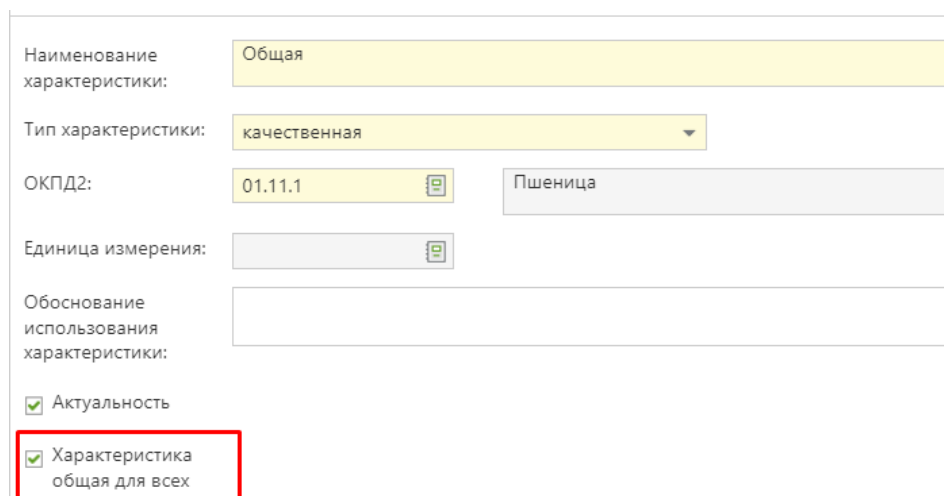 Наименование
характеристики:
Общая
Тип характеристики:
качественная
ОКПД2:
01.11.1
Пшеница
Единица измерения:
Обоснование
использования
характеристики:
Актуальность
Характеристика
общая для всех